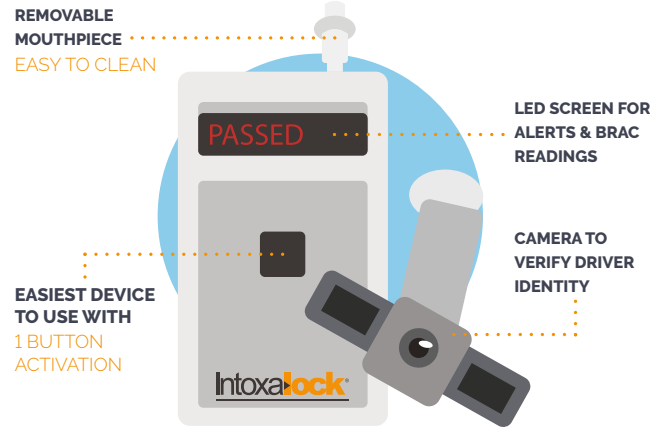 REMOVABLE
MOUTHPIECE
EASY TO CLEAN
PASSED
LED SCREEN FOR
ALERTS & BRAC
READINGS
CAMERA TO
VERIFY DRIVER
IDENTITY
EASIEST DEVICE
TO USE WITH
1 BUTTON
ACTIVATION
Intoxalock